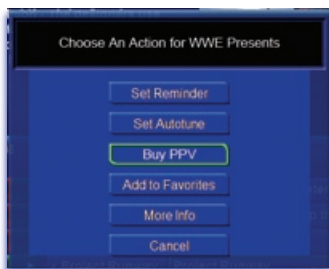 Choose An Action for WWE Presents
Set Reminder
Set Autotune
Buy PPV
Add to Favorites
More Info
Cancel